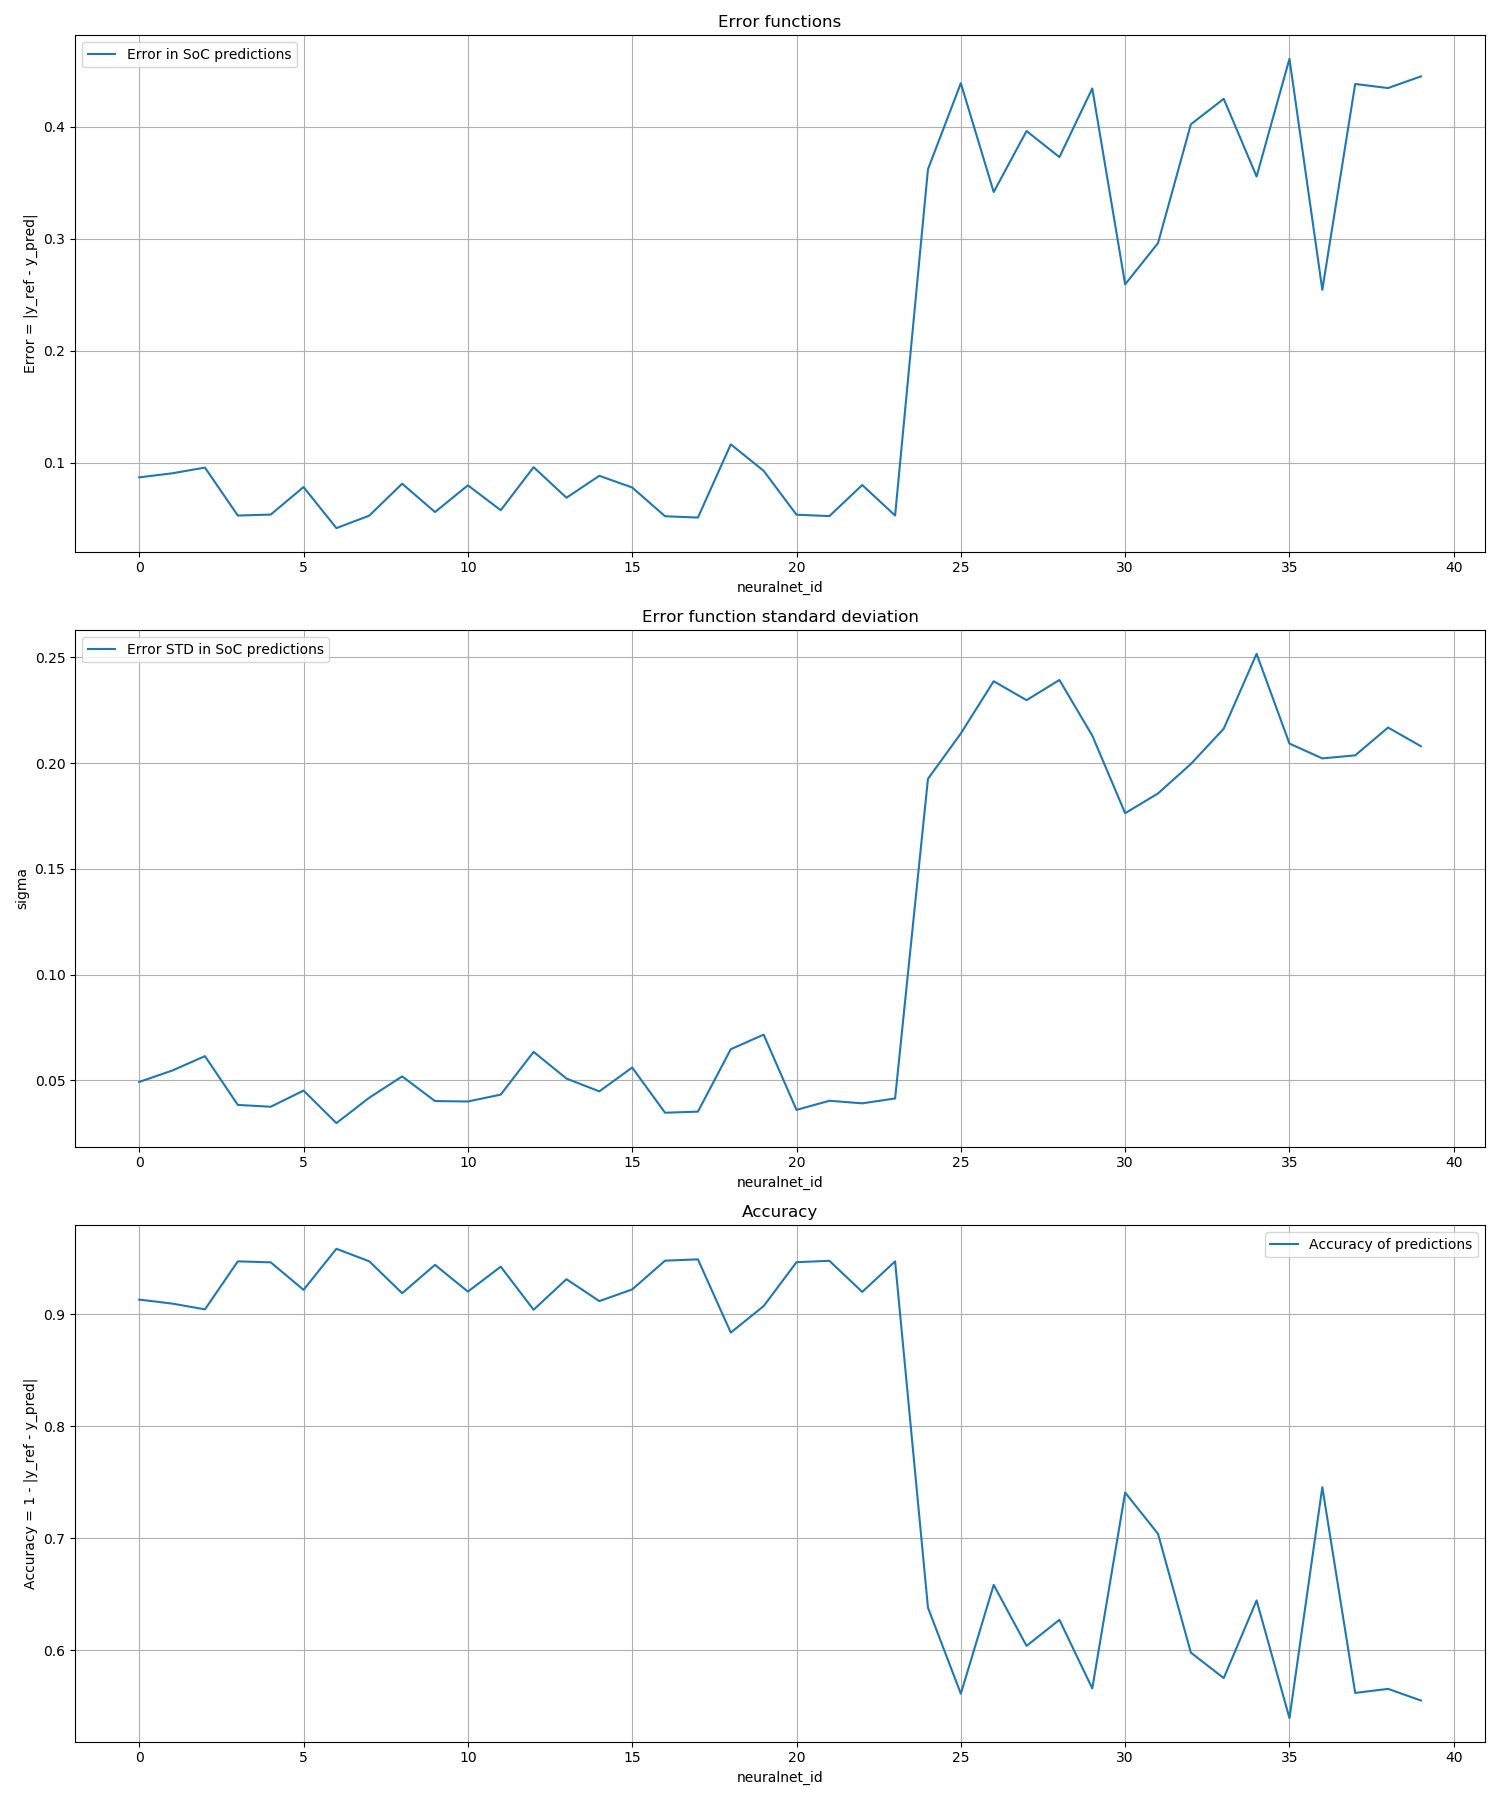 Error functions
Error in SoC predictions
Error = |y_ref - y_pred|
0.4
0.3
0.2
0.1
0 5 10 15 20 25 30 35 40
neuralnet_id
Error function standard deviation
Error STD in SoC predictions
sigma
0.25
0.20
0.15
0.10
0.05
0 5 10 15 20 25 30 35 40
neuralnet_id
Accuracy
Accuracy of predictions
Accuracy = 1 - |y_ref - y_pred|
0.9
0.8
0.7
0.6
0 5 10 15 20 25 30 35 40
neuralnet_id